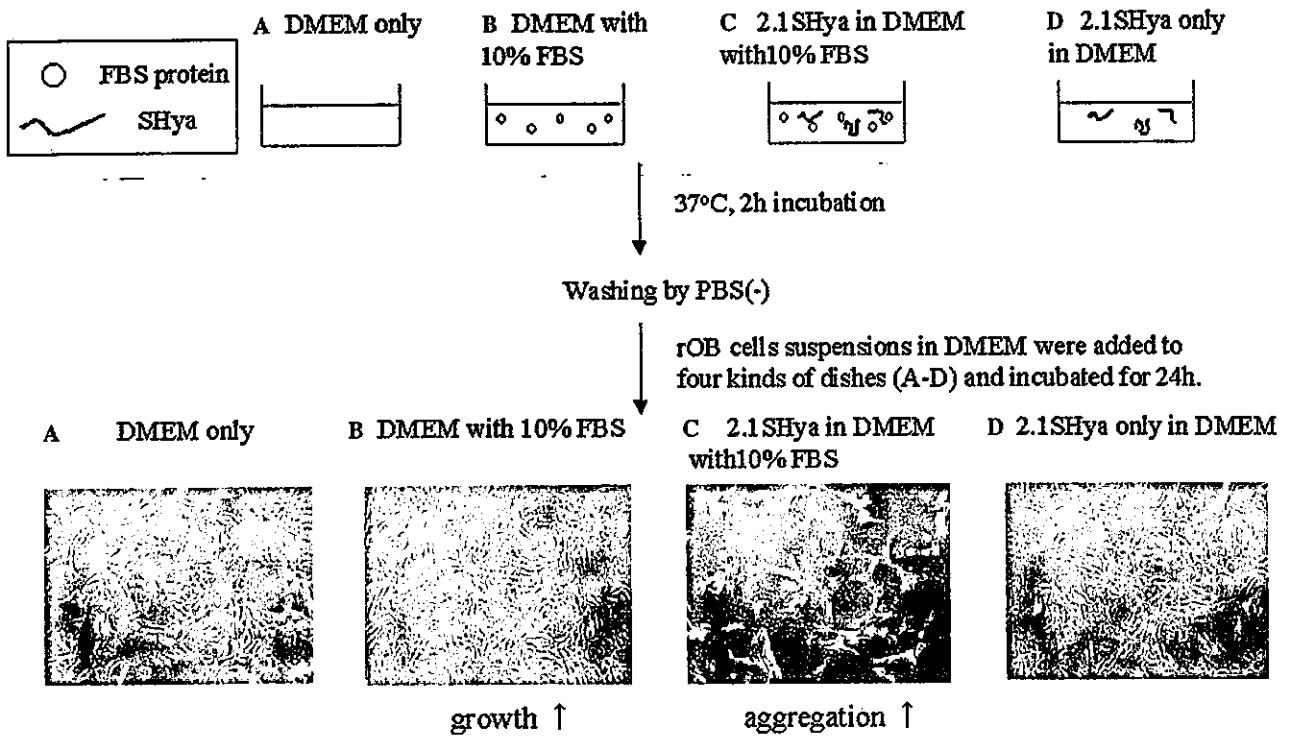 A DMEM only
B DMEM with
10% FBS
C 2.1SHya in DMEM
with10% FBS
D 2.1SHya only
in DMEM
FBS protein
SHya
37°C, 2h incubation
Washing by PBS(-)
rOB cells suspensions in DMEM were added to
four kinds of dishes (A-D) and incubated for 24h.
A DMEM only
B DMEM with 10% FBS
C 2.1SHya in DMEM
with10% FBS
D 2.1SHya only in DMEM
growth ↑
aggregation ↑